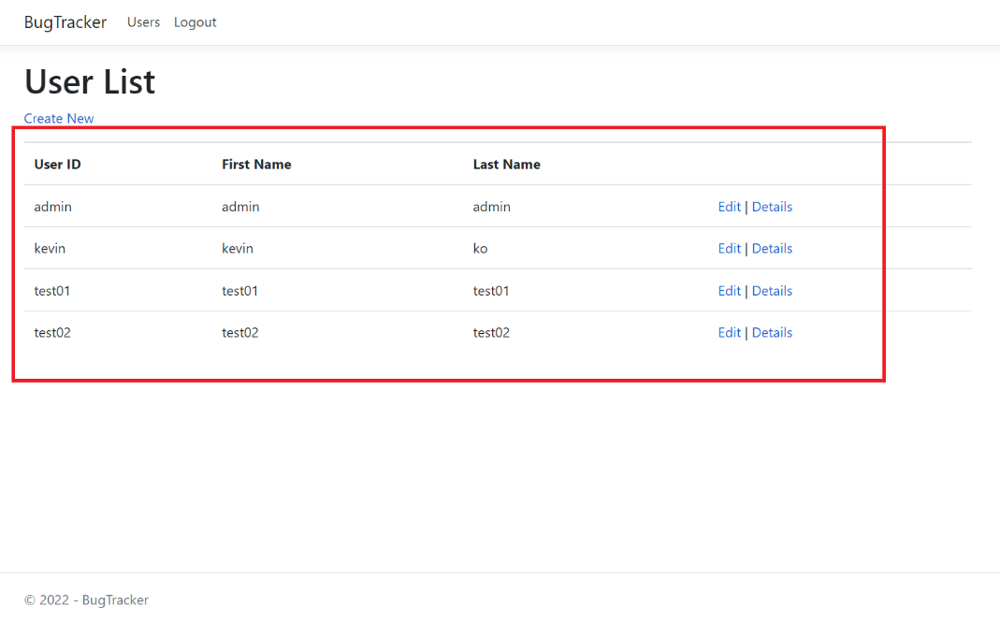 BugTracker Users Logout
User List
Create New
User ID First Name Last Name
admin admin admin Edit | Details
kevin kevin ko Edit | Details
test01 test01 test01 Edit | Details
test02 test02 test02 Edit | Details
© 2022 - BugTracker